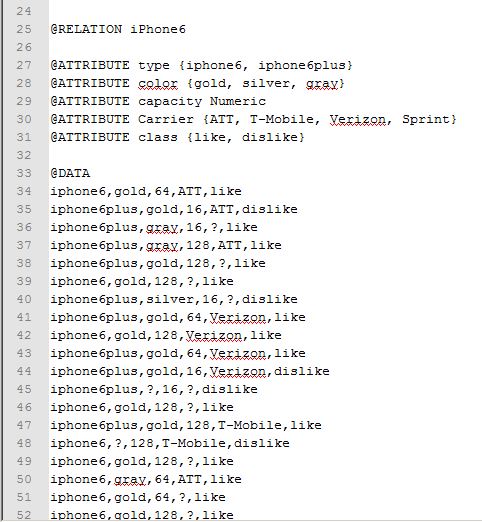 24
25 @RELATION iPhone6
26
27 @ATTRIBUTE type {iphone6, iphone6plus}
28 @ATTRIBUTE color {gold, silver, gray}
29 @ATTRIBUTE capacity Numeric
30 @ATTRIBUTE Carrier {ATT, T-Mobile, Verizon, Sprint}
31 @ATTRIBUTE class {like, dislike}
32
33 @DATA
34 iphone6,gold,64,ATT,like
35 iphone6plus,gold,16,ATT,dislike
36 iphone6plus,gray,16,?,like
37 iphone6plus,gray,128,ATT,like
38 iphone6plus,gold,128,?,like
39 iphone6,gold,128,?,like
40 iphone6plus,silver,16,?,dislike
41 iphone6plus,gold,64,Verizon,like
42 iphone6,gold,128,Verizon,like
43 iphone6plus,gold,64,Verizon,like
44 iphone6plus,gold,16,Verizon,dislike
45 iphone6plus,?,16,?,dislike
46 iphone6,gold,128,?,like
47 iphone6plus,gold,128,T-Mobile,like
48 iphone6,?,128,T-Mobile,dislike
49 iphone6,gold,128,?,like
50 iphone6,gray,64,ATT,like
51 iphone6,gold,64,?,like
52 iphone6,gold,128,?,like